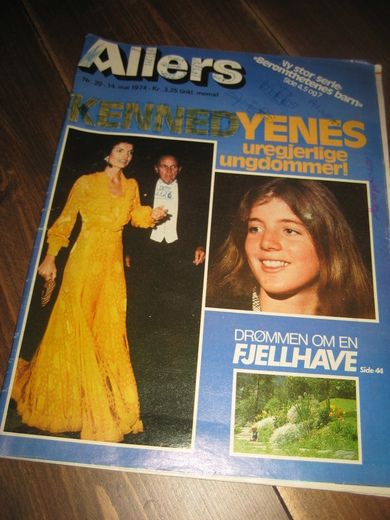 Allers
Nr. 20 - 14. mai 1974 - Kr. 3,25 (inkl. moms)
Ny stor serie:
«Berømthetenes barn»
side 4, 5 og 7
KENNEDYENES
uregjerlige
ungdommer!
DRØMMEN OM EN
FJELLHAVE
Side 44